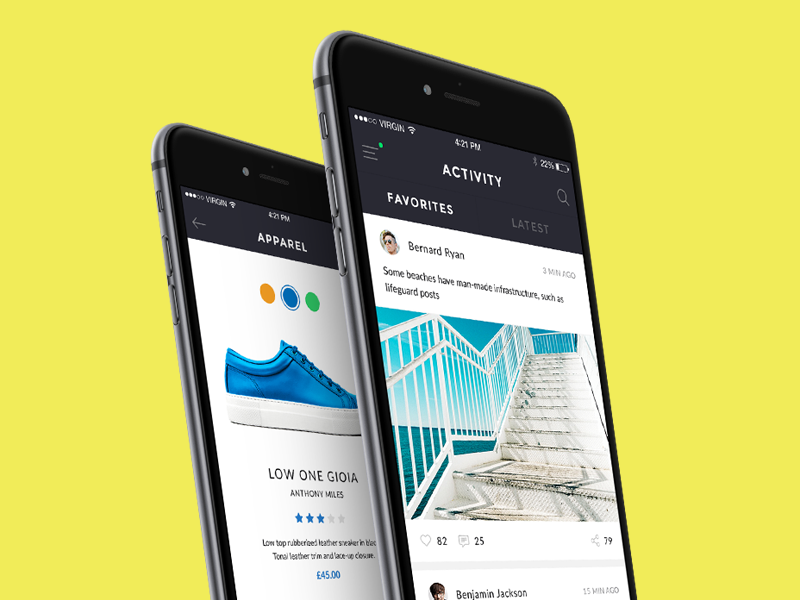 VIRGIN
4:21 PM
APPAREL
LOW ONE GIOIA
ANTHONY MILES
Low top rubberized leather sneaker in
Tonal leather trim and lace-up closure.
£45.00
VIRGIN
4:21 PM
22%
ACTIVITY
FAVORITES
LATEST
Bernard Ryan
3 MIN AGO
Some beaches have man-made infrastructure, such as
lifeguard posts
82
25
79
Benjamin Jackson
15 MIN AGO